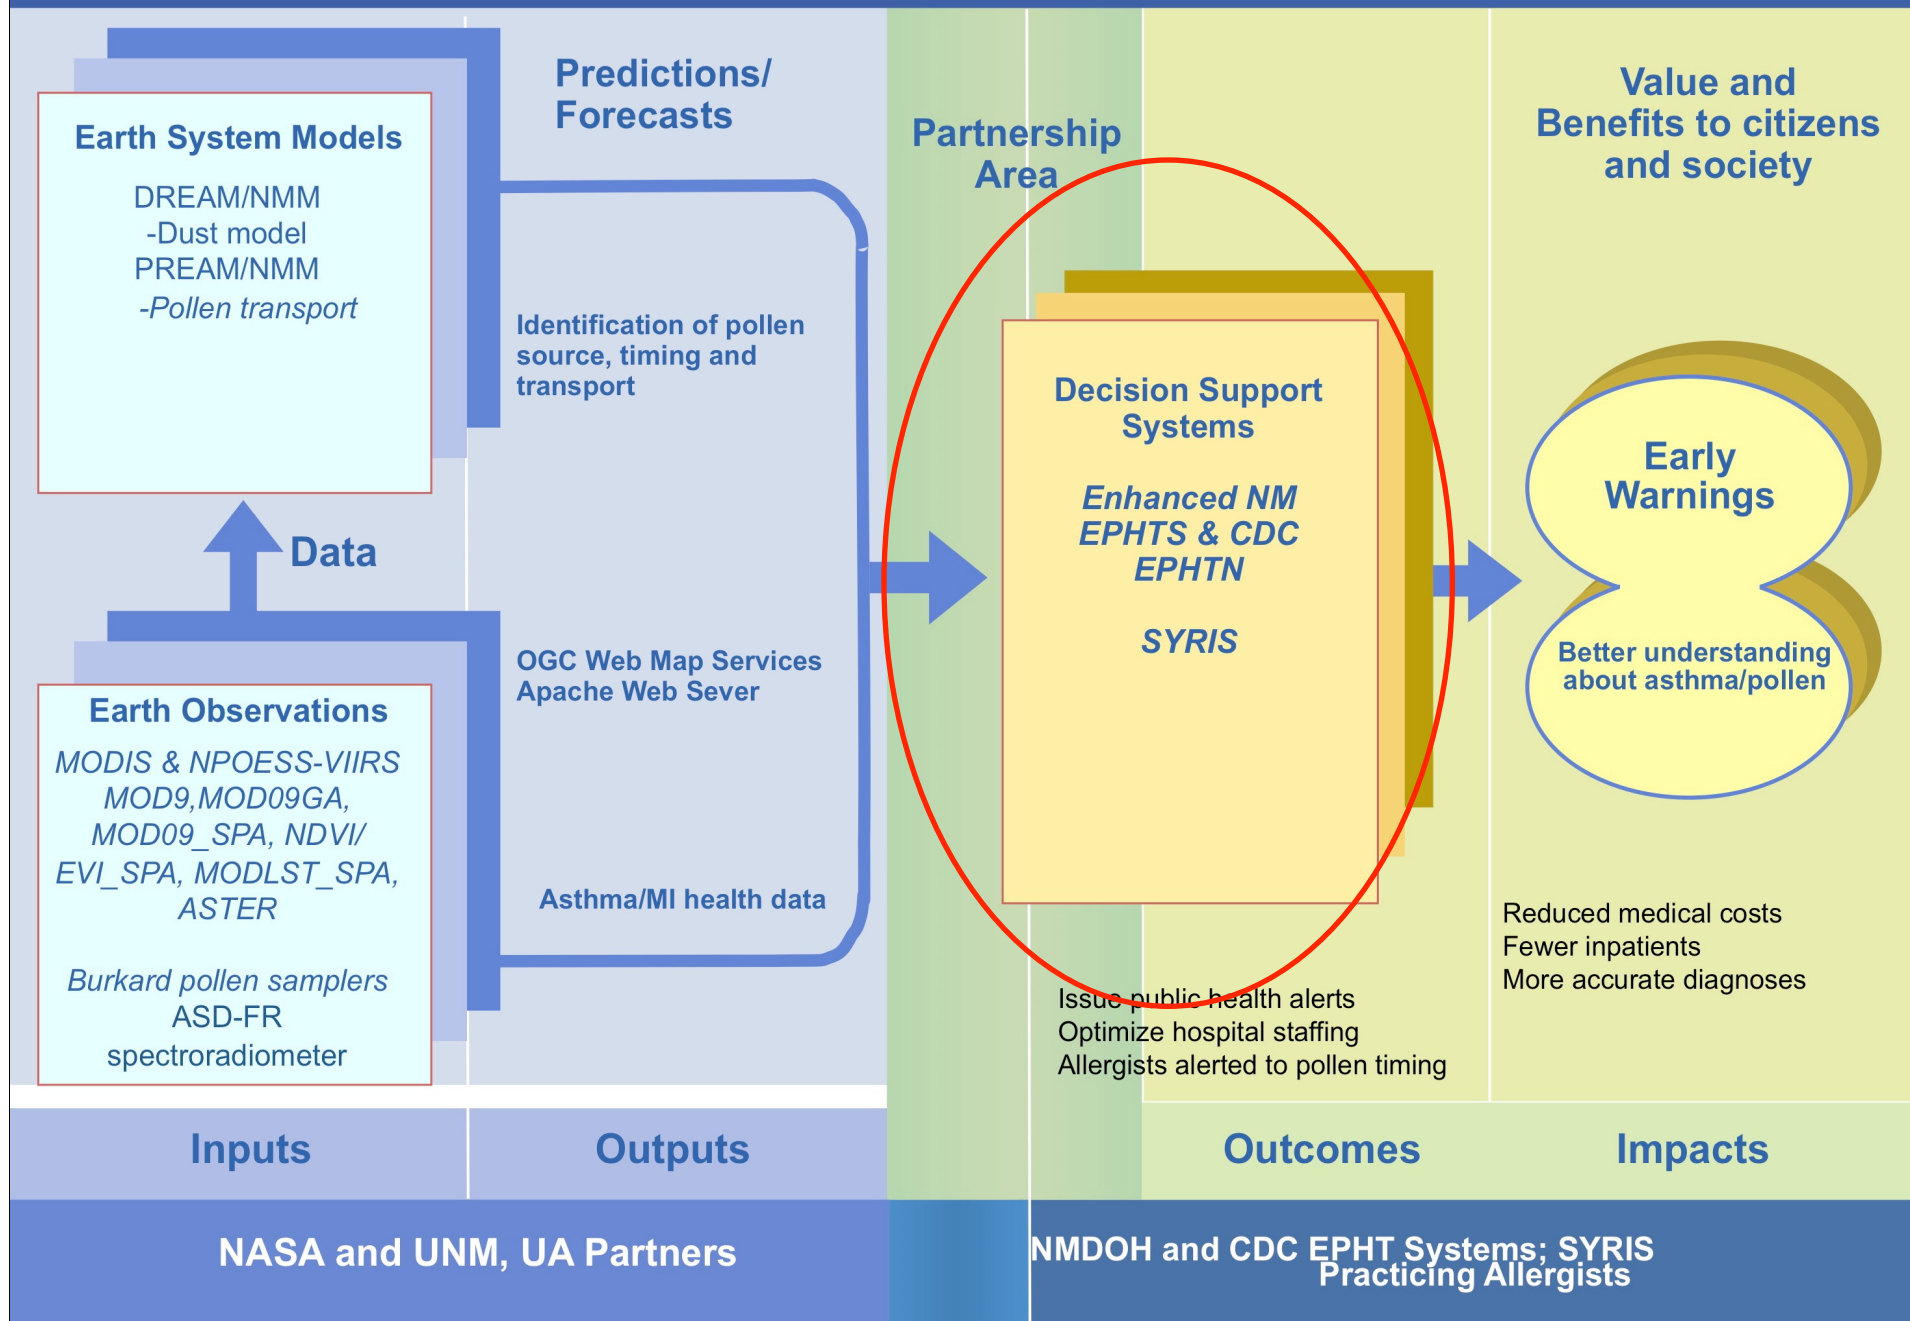 Earth System Models
DREAM/NMM
-Dust model
PREAM/NMM
-Pollen transport
Data
Earth Observations
MODIS & NPOESS-VIIRS
MOD9,MOD09GA,
MOD09_SPA, NDVI/
EVI_SPA, MODLST_SPA,
ASTER
Burkard pollen samplers
ASD-FR
spectroradiometer
Predictions/
Forecasts
Identification of pollen
source, timing and
transport
OGC Web Map Services
Apache Web Sever
Asthma/MI health data
Partnership
Area
Decision Support
Systems
Enhanced NM
EPHTS & CDC
EPHTN
SYRIS
Issue public health alerts
Optimize hospital staffing
Allergists alerted to pollen timing
Value and
Benefits to citizens
and society
Early
Warnings
Better understanding
about asthma/pollen
Reduced medical costs
Fewer inpatients
More accurate diagnoses
Inputs
Outputs
Outcomes
Impacts
NASA and UNM, UA Partners
NMDOH and CDC EPHT Systems; SYRIS
Practicing Allergists